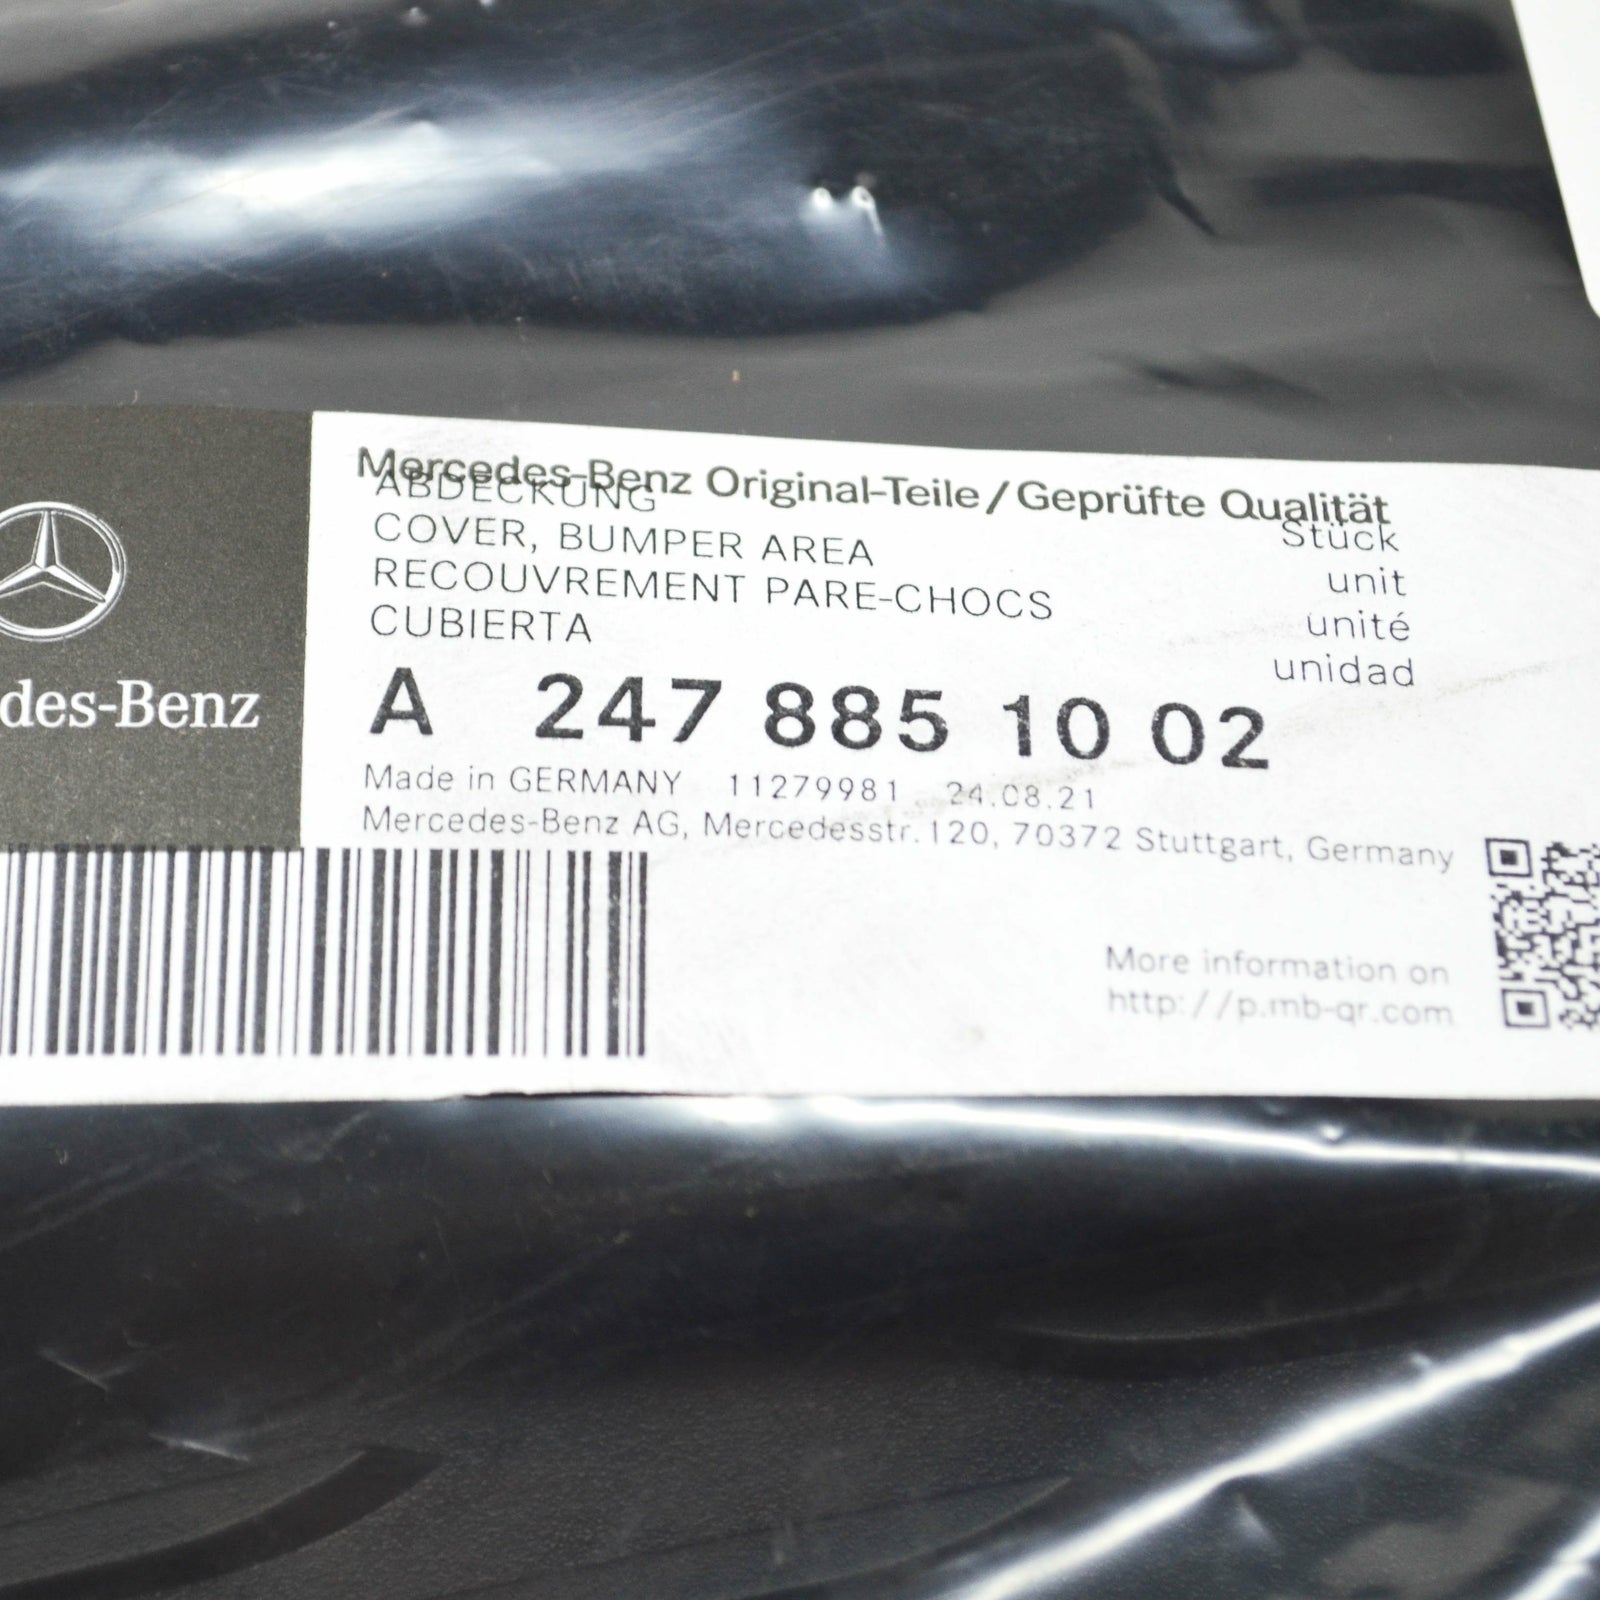 des-Benz
Mercedes-Benz Original-Teile / Geprüfte Qualität
ABDECKUNG Stück
COVER, BUMPER AREA unit
RECOUVREMENT PARE-CHOCS unité
CUBIERTA unidad
A 247 885 10 02
Made in GERMANY 11279981 24.08.21
Mercedes-Benz AG, Mercedesstr. 120, 70372 Stuttgart, Germany
More information on
http://p.mb-qr.com